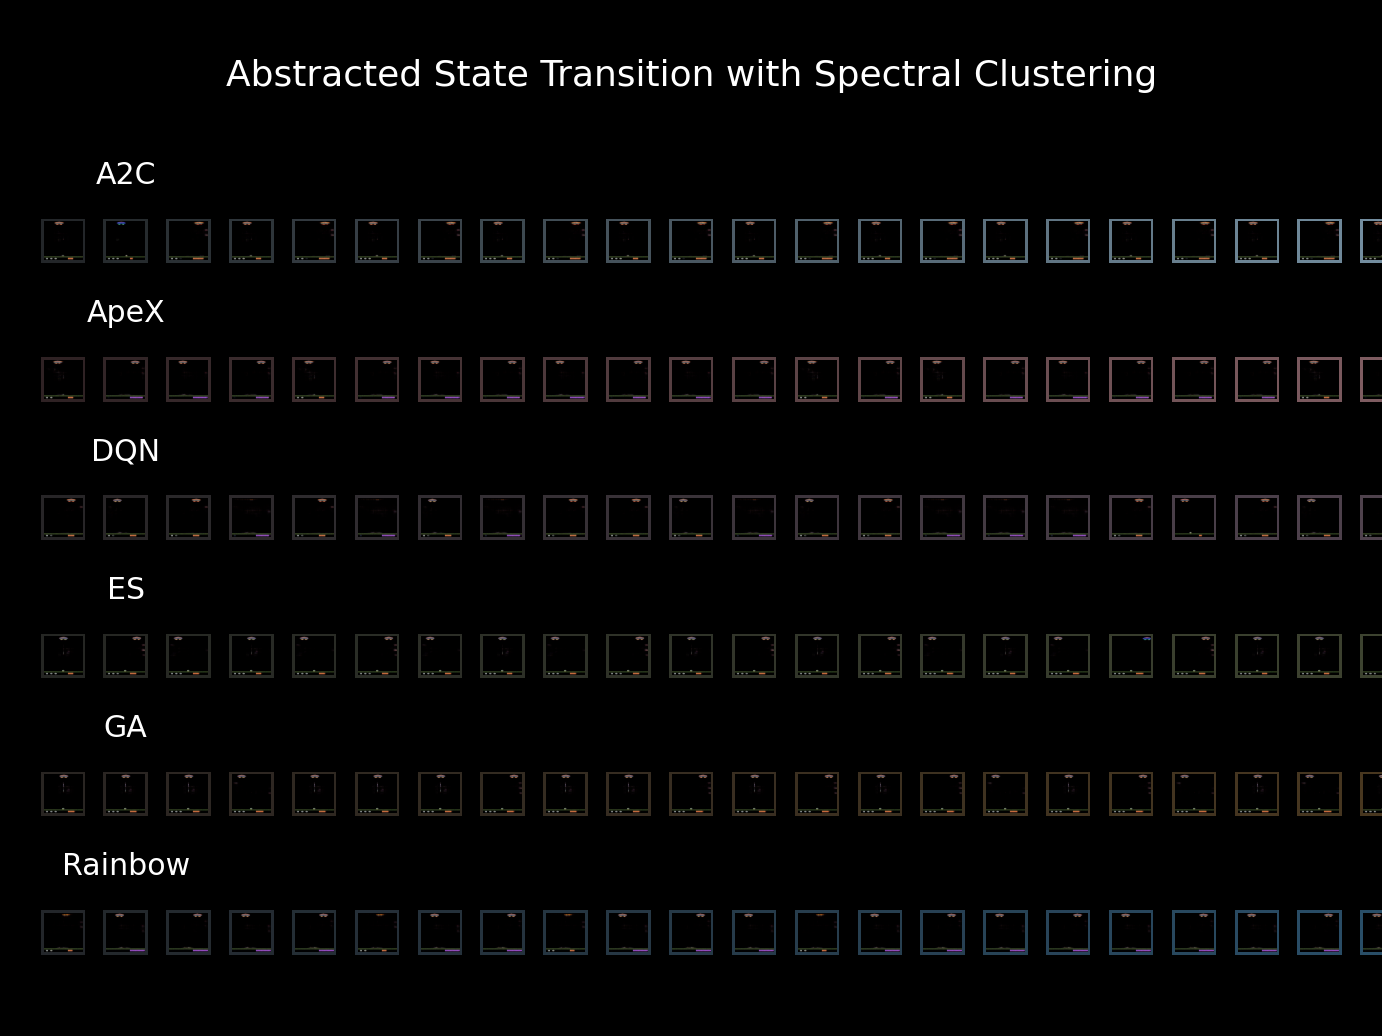 Abstracted State Transition with Spectral Clustering
A2C
ApeX
DQN
ES
GA
Rainbow